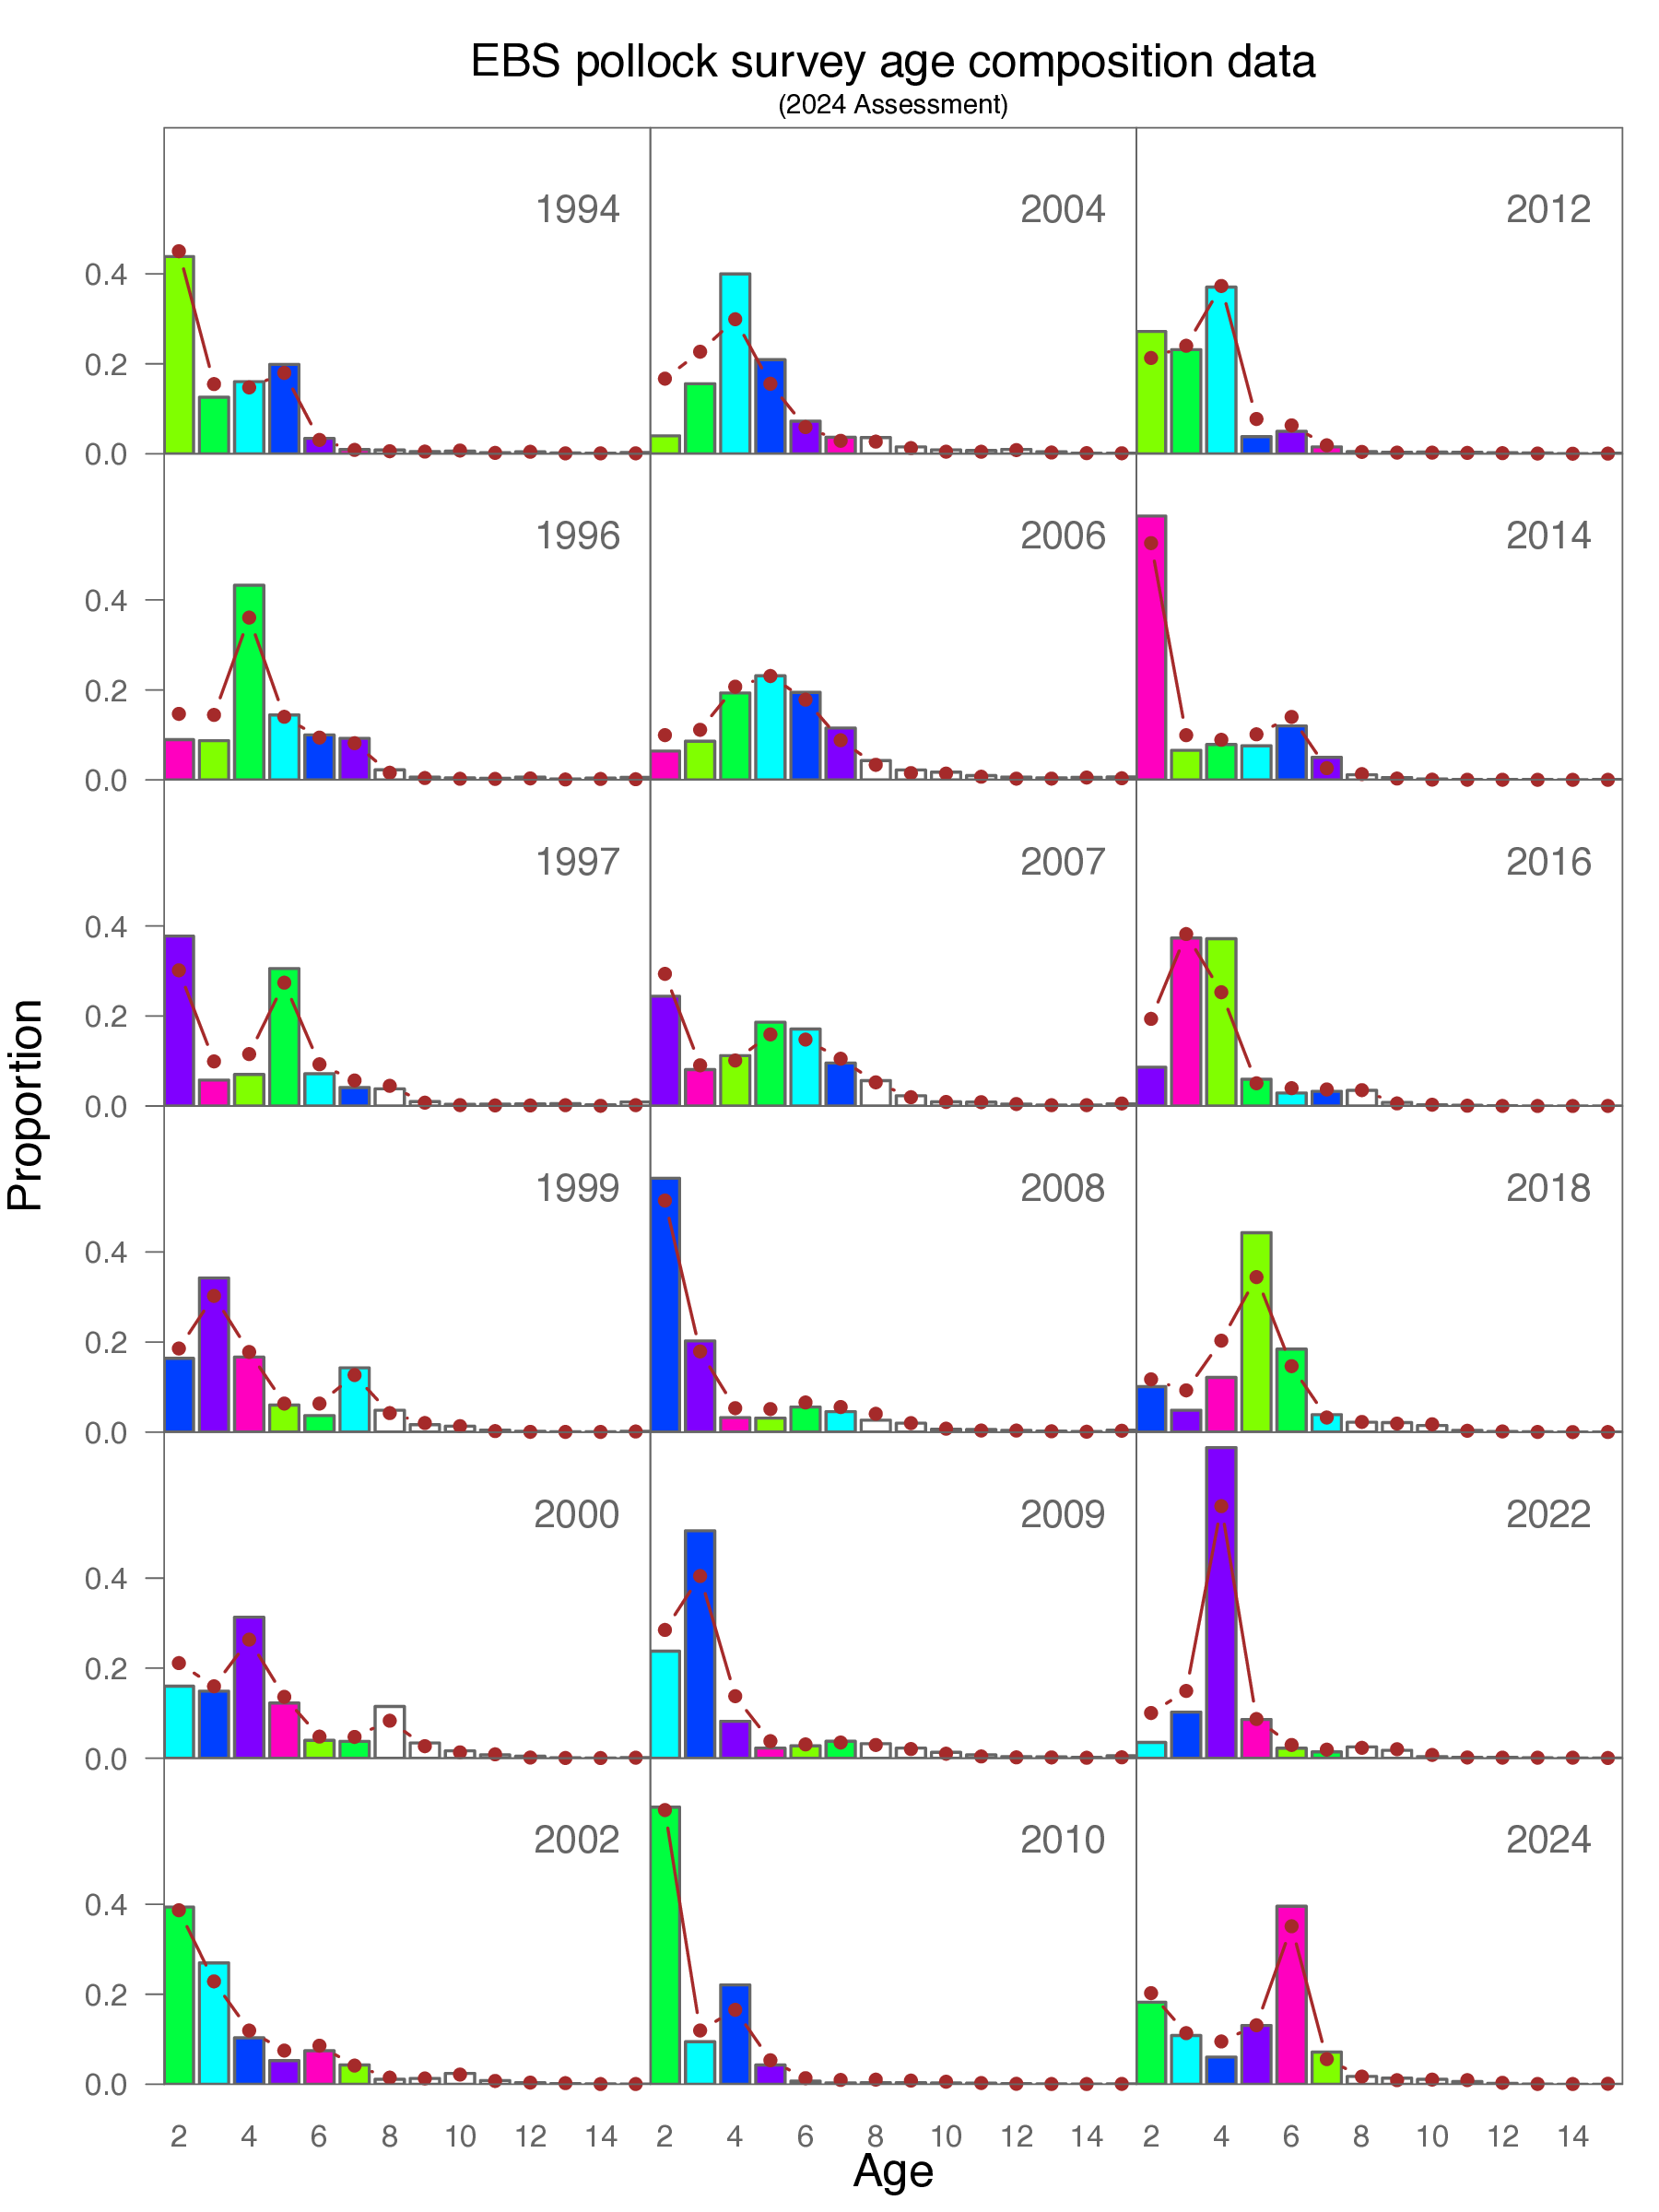 EBS pollock survey age composition data
(2024 Assessment)
1994 2004 2012
0.4
0.2
0.0
1996 2006 2014
0.4
0.2
0.0
1997 2007 2016
0.4
0.2
0.0
1999 2008 2018
0.4
0.2
0.0
2000 2009 2022
0.4
0.2
0.0
2002 2010 2024
0.4
0.2
0.0
2 4 6 8 10 12 14 2 4 6 8 10 12 14 2 4 6 8 10 12 14
Age
Proportion